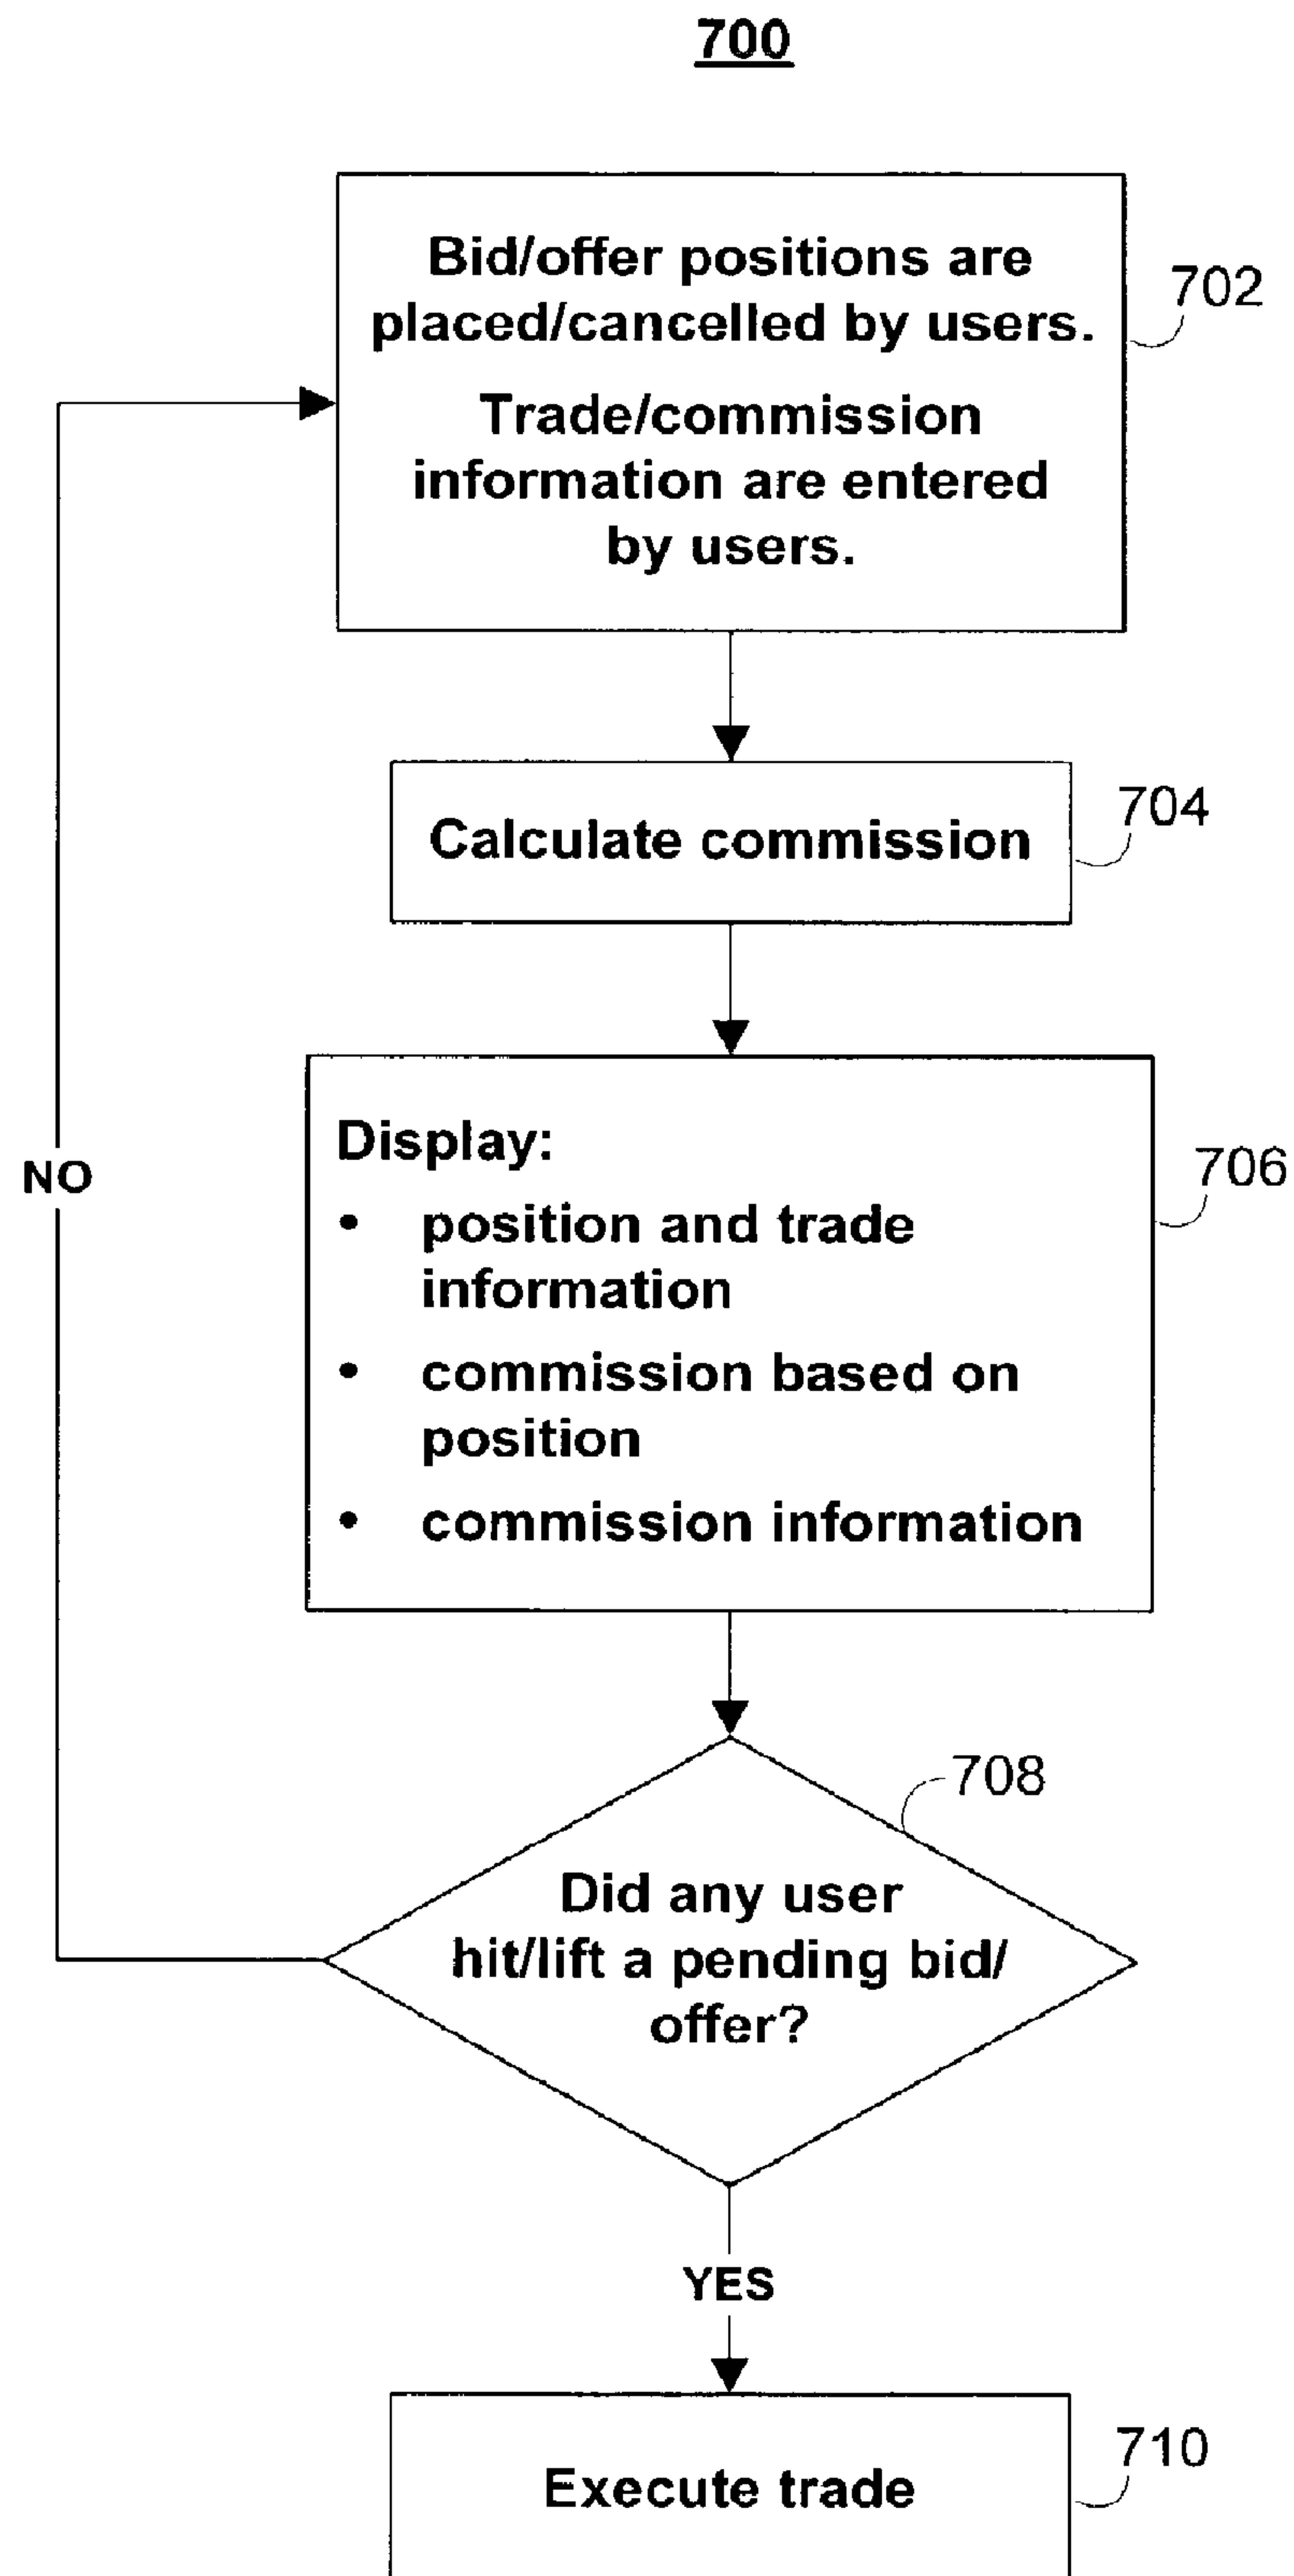 700
Bid/offer positions are
placed/cancelled by users.
Trade/commission
information are entered
by users.
702
Calculate commission
704
Display:
• position and trade
information
• commission based on
position
• commission information
706
NO
708
Did any user
hit/lift a pending bid/
offer?
YES
Execute trade
710